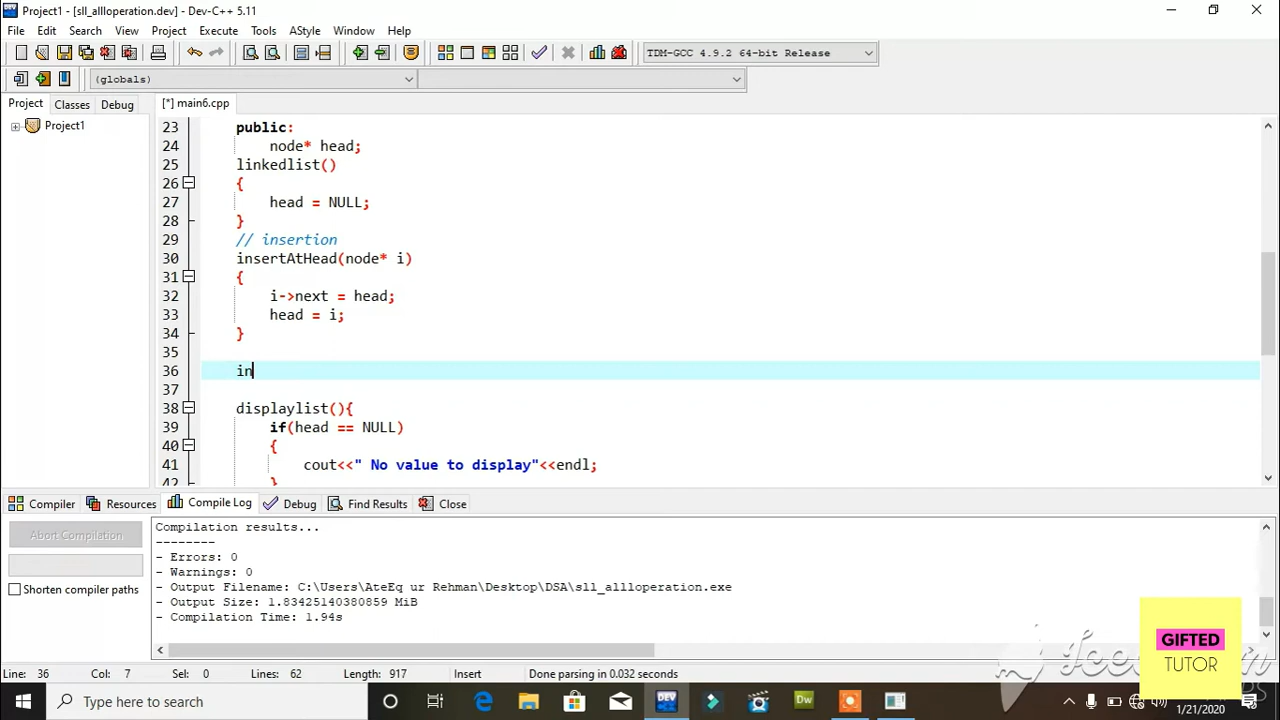 Project1 - [sll_allloperation.dev] - Dev-C++ 5.11
File Edit Search View Project Execute Tools AStyle Window Help
TDM-GCC 4.9.2 64-bit Release
(globals)
Project Classes Debug [*] main6.cpp
Project1
23 public:
24 node* head;
25 linkedlist()
26 {
27 head = NULL;
28 }
29 // insertion
30 insertAtHead(node* i)
31 {
32 i->next = head;
33 head = i;
34 }
35
36 in
37
38 displaylist(){
39 if(head == NULL)
40 {
41 cout<<" No value to display"<<endl;
42 }
Compiler Resources Compile Log Debug Find Results Close
Abort Compilation
Shorten compiler paths
Compilation results...
--------
- Errors: 0
- Warnings: 0
- Output Filename: C:\Users\AteEq ur Rehman\Desktop\DSA\sll_allloperation.exe
- Output Size: 1.83425140380859 MiB
- Compilation Time: 1.94s
GIFTED
TUTOR
Line: 36 Col: 7 Sel: 0 Lines: 62 Length: 917 Insert Done parsing in 0.032 seconds
Type here to search
DEV
Dw
1/21/2020